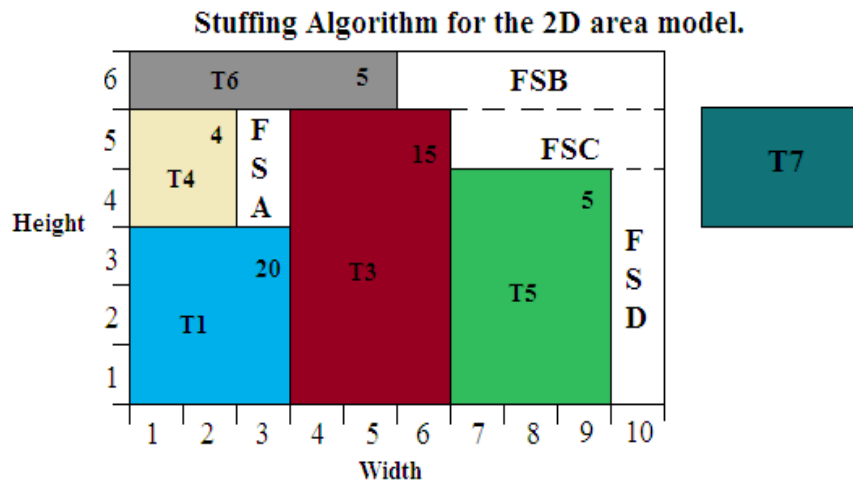 Stuffing Algorithm for the 2D area model.
6
T6
5
FSB
5
4
F
S
A
T4
15
FSC
T7
4
5
Height
3
20
T3
F
S
D
2
T1
T5
1
1 2 3 4 5 6 7 8 9 10
Width